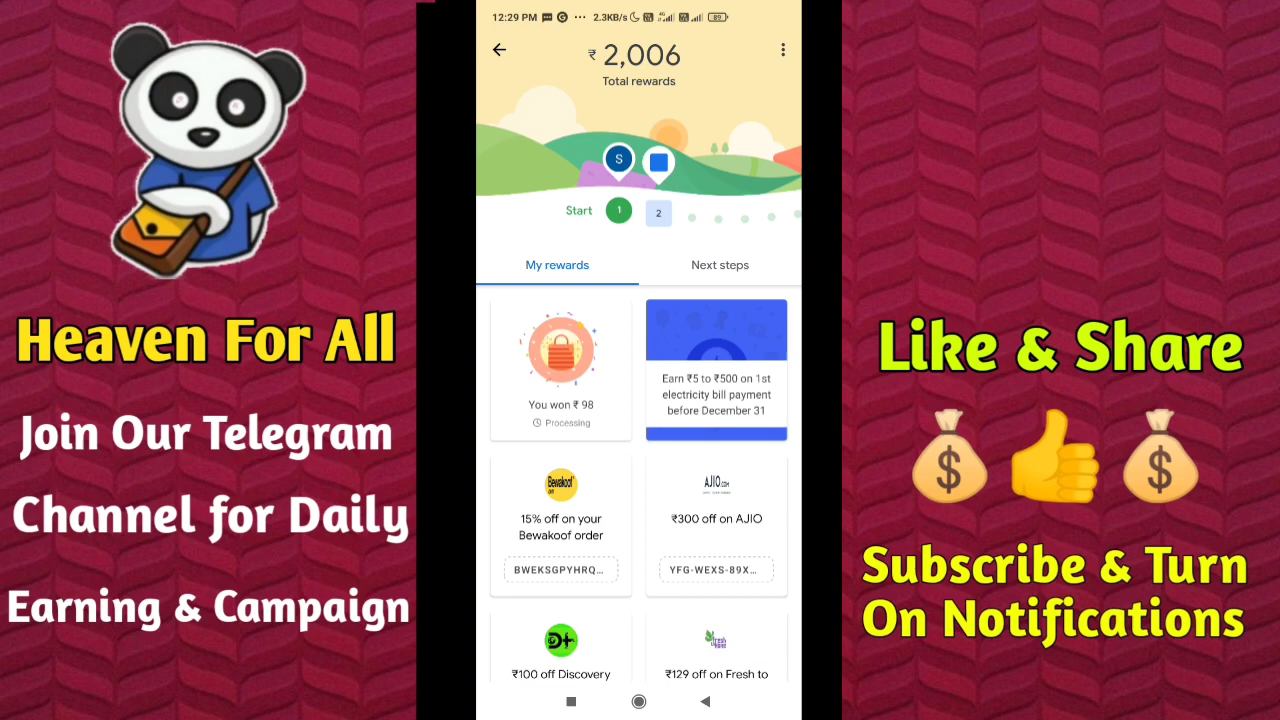 Heaven For All
Join Our Telegram
Channel for Daily
Earning & Campaign
12:29 PM
2.3KB/s
4G
89
₹ 2,006
Total rewards
S
Start
1
2
My rewards
Next steps
You won ₹ 98
Processing
Earn ₹5 to ₹500 on 1st
electricity bill payment
before December 31
Bewakoof
15% off on your
Bewakoof order
BWEKSGPYHRQ...
AJIO.COM
₹300 off on AJIO
YFG-WEXS-89X...
D+
₹100 off Discovery
fresh
₹129 off on Fresh to
Like & Share
$
$
Subscribe & Turn
On Notifications